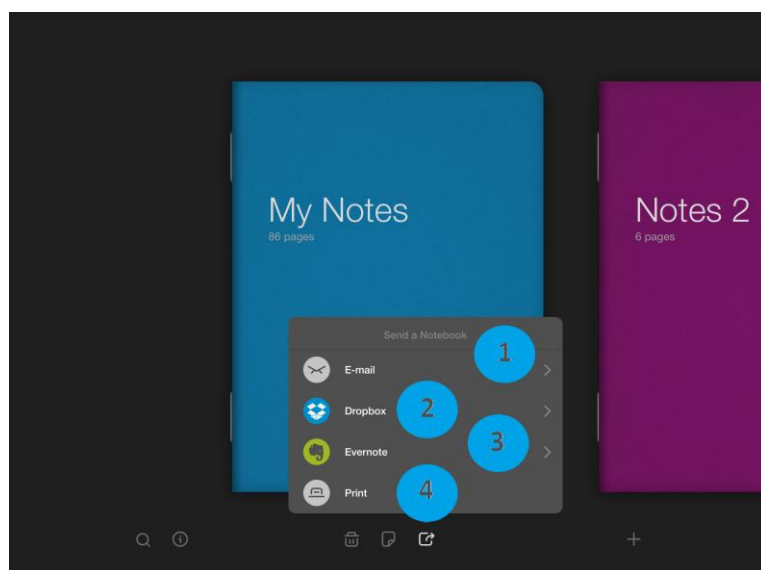 My Notes
86 pages
Notes 2
6 pages
Send a Notebook
1
E-mail
Dropbox
2
3
Evernote
Print
4